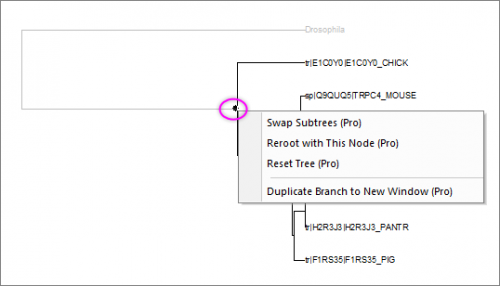 Drosophila
tr|E1C0Y0|E1C0Y0_CHICK
sp|Q9QUQ5|TRPC4_MOUSE
Swap Subtrees (Pro)
Reroot with This Node (Pro)
Reset Tree (Pro)
Duplicate Branch to New Window (Pro)
tr|H2R3J3|H2R3J3_PANTR
tr|F1RS35|F1RS35_PIG